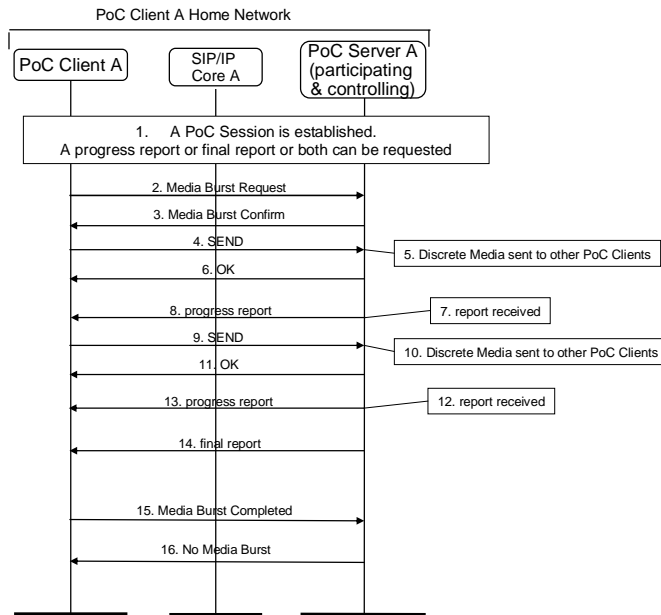 PoC Client A Home Network
PoC Client A
SIP/IP
Core A
PoC Server A
(participating
& controlling)
1. A PoC Session is established.
A progress report or final report or both can be requested
2. Media Burst Request
3. Media Burst Confirm
4. SEND
5. Discrete Media sent to other PoC Clients
6. OK
7. report received
8. progress report
9. SEND
10. Discrete Media sent to other PoC Clients
11. OK
12. report received
13. progress report
14. final report
15. Media Burst Completed
16. No Media Burst